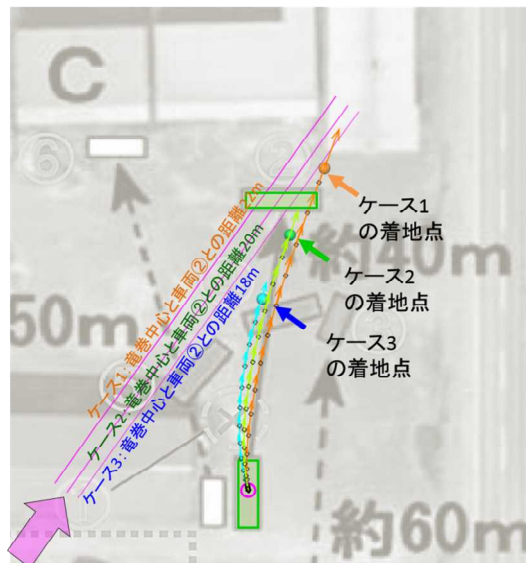 C
⑥
②
ケース1
の着地点
約40m
ケース2
の着地点
50m
ケース3
の着地点
ケース1:竜巻中心と車両②との距離22m
ケース2:竜巻中心と車両②との距離20m
ケース3:竜巻中心と車両②との距離18m
約60m